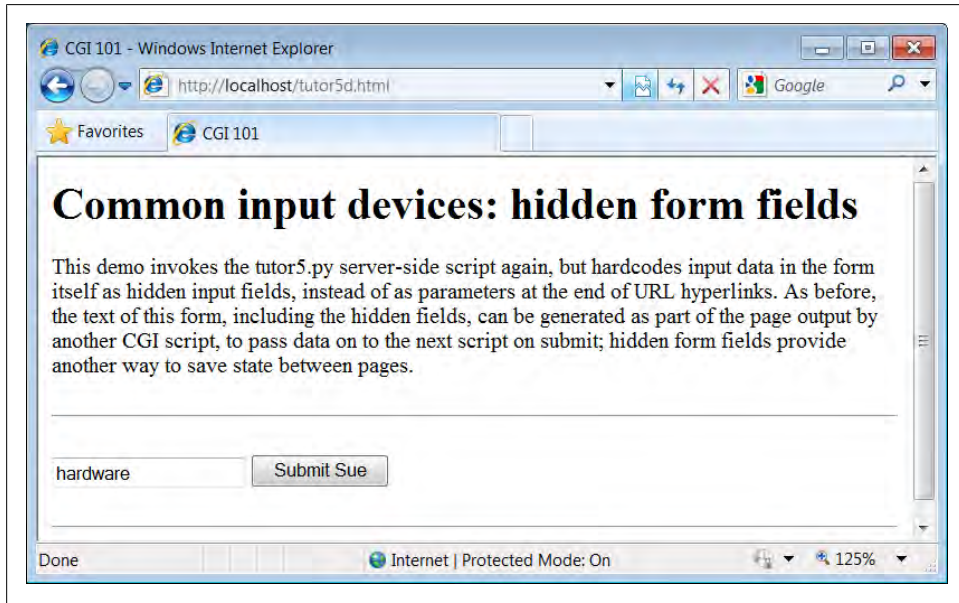 CGI 101 - Windows Internet Explorer
http://localhost/tutor5d.html
Google
Favorites
CGI 101
Common input devices: hidden form fields
This demo invokes the tutor5.py server-side script again, but hardcodes input data in the form
itself as hidden input fields, instead of as parameters at the end of URL hyperlinks. As before,
the text of this form, including the hidden fields, can be generated as part of the page output by
another CGI script, to pass data on to the next script on submit; hidden form fields provide
another way to save state between pages.
hardware
Submit Sue
Done
Internet | Protected Mode: On
125%